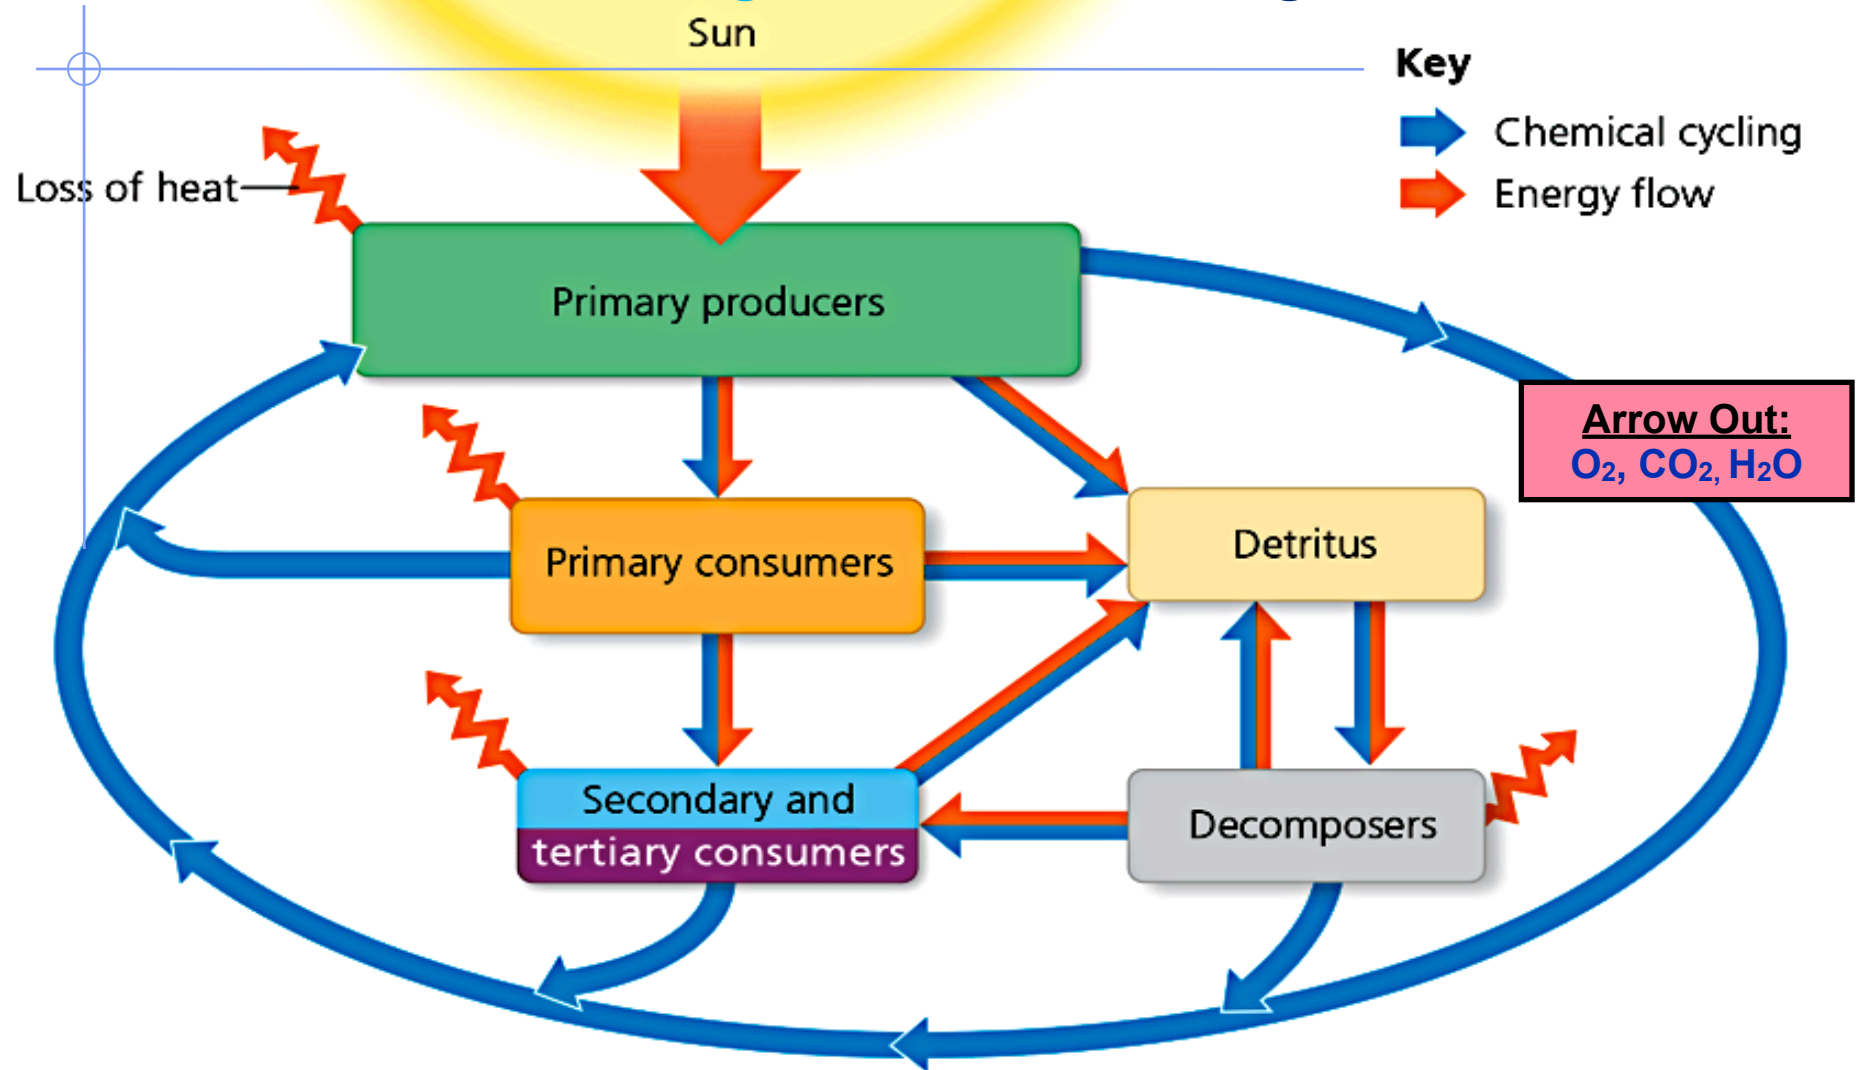 Sun
Key
Chemical cycling
Energy flow
Loss of heat
Primary producers
Arrow Out:
O₂, CO₂, H₂O
Primary consumers
Detritus
Secondary and
tertiary consumers
Decomposers